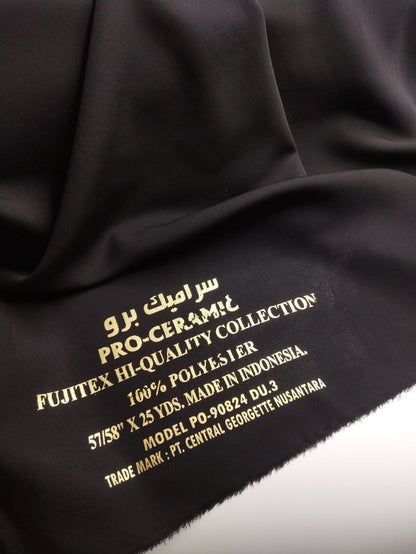 سراميك برو
PRO-CERAMIC
FUJITEX HI-QUALITY COLLECTION
100% POLYESTER
57/58" X 25 YDS. MADE IN INDONESIA.
MODEL PO-90824 DU.3
TRADE MARK : PT. CENTRAL GEORGETTE NUSANTARA